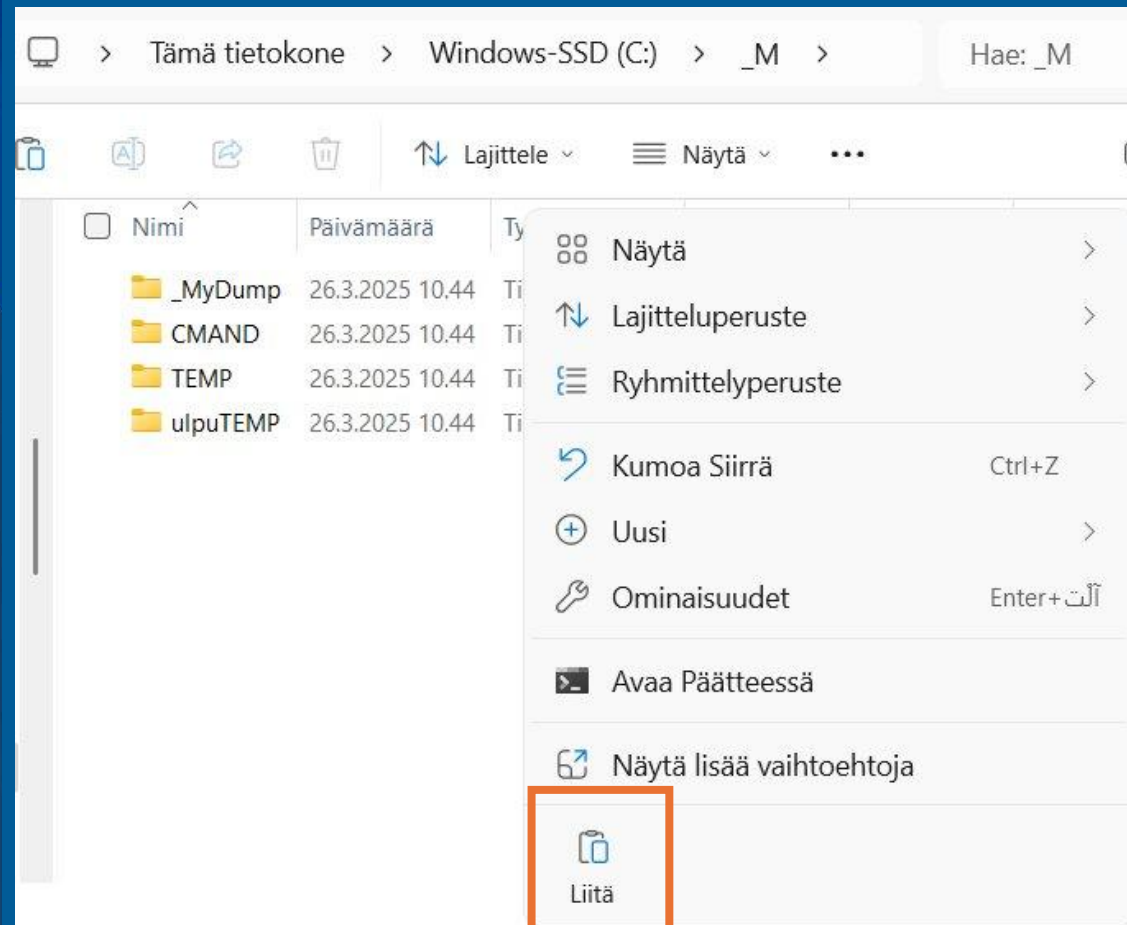 > Tämä tietokone > Windows-SSD (C:) > _M >
Hae: _M
Lajittele
Näytä
Nimi Päivämäärä Ty
_MyDump 26.3.2025 10.44 Ti
CMAND 26.3.2025 10.44 Ti
TEMP 26.3.2025 10.44 Ti
ulpuTEMP 26.3.2025 10.44 Ti
Näytä
Lajitteluperuste
Ryhmittelyperuste
Kumoa Siirrä Ctrl+Z
Uusi
Ominaisuudet Enter+آلْت
Avaa Päätteessä
Näytä lisää vaihtoehtoja
Liitä